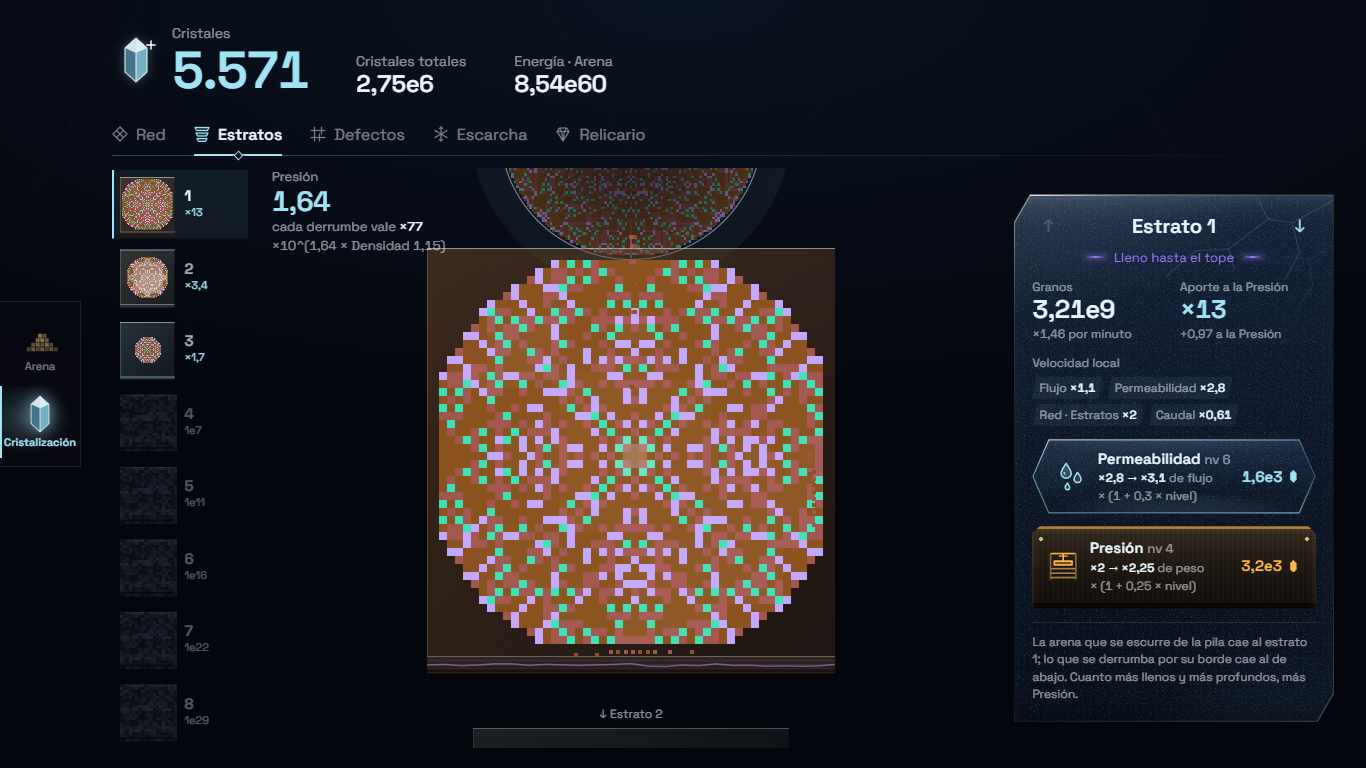 Cristales
5.571
Cristales totales
2,75e6
Energía · Arena
8,54e60
Red
Estratos
Defectos
Escarcha
Relicario
1
×13
2
×3,4
3
×1,7
4
1e7
5
1e11
6
1e16
7
1e22
8
1e29
Arena
Cristalización
Presión
1,64
cada derrumbe vale ×77
×10^(1,64 × Densidad 1,15)
↓ Estrato 2
↑ Estrato 1 ↓
Lleno hasta el tope
Granos
3,21e9
×1,46 por minuto
Aporte a la Presión
×13
+0,97 a la Presión
Velocidad local
Flujo ×1,1
Permeabilidad ×2,8
Red · Estratos ×2
Caudal ×0,61
Permeabilidad nv 6
×2,8 → ×3,1 de flujo
× (1 + 0,3 × nivel)
1,6e3
Presión nv 4
×2 → ×2,25 de peso
× (1 + 0,25 × nivel)
3,2e3
La arena que se escurre de la pila cae al estrato
1; lo que se derrumba por su borde cae al de
abajo. Cuanto más llenos y más profundos, más
Presión.